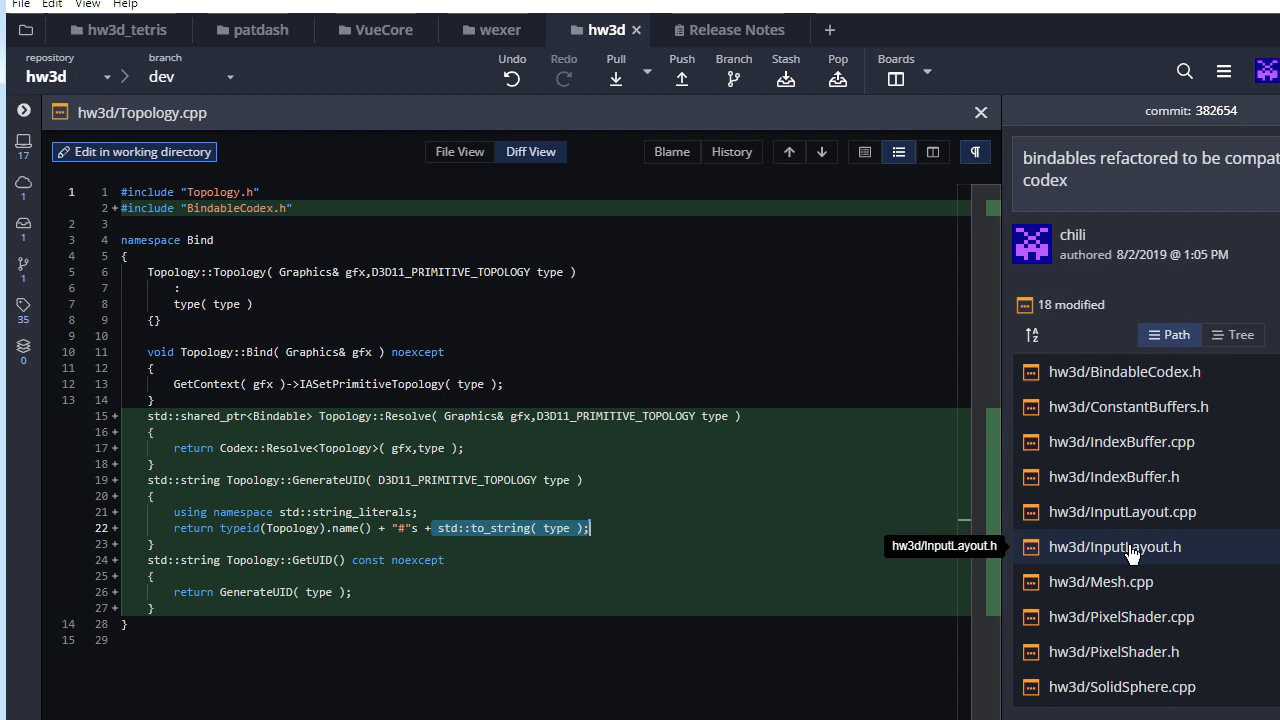 File Edit View Help
hw3d_tetris patdash VueCore wexer hw3d Release Notes
repository
hw3d
branch
dev
Undo Redo Pull Push Branch Stash Pop Boards
17
1
1
1
35
0
hw3d/Topology.cpp
Edit in working directory File View Diff View Blame History
1 1 #include "Topology.h"
2 + #include "BindableCodex.h"
2 3
3 4 namespace Bind
4 5 {
5 6 Topology::Topology( Graphics& gfx,D3D11_PRIMITIVE_TOPOLOGY type )
6 7 :
7 8 type( type )
8 9 {}
9 10
10 11 void Topology::Bind( Graphics& gfx ) noexcept
11 12 {
12 13 GetContext( gfx )->IASetPrimitiveTopology( type );
13 14 }
15 + std::shared_ptr<Bindable> Topology::Resolve( Graphics& gfx,D3D11_PRIMITIVE_TOPOLOGY type )
16 + {
17 + return Codex::Resolve<Topology>( gfx,type );
18 + }
19 + std::string Topology::GenerateUID( D3D11_PRIMITIVE_TOPOLOGY type )
20 + {
21 + using namespace std::string_literals;
22 + return typeid(Topology).name() + "#"s + std::to_string( type );
23 + }
24 + std::string Topology::GetUID() const noexcept
25 + {
26 + return GenerateUID( type );
27 + }
14 28 }
15 29
commit: 382654
bindables refactored to be compat
codex
chili
authored 8/2/2019 @ 1:05 PM
18 modified
Path Tree
hw3d/BindableCodex.h
hw3d/ConstantBuffers.h
hw3d/IndexBuffer.cpp
hw3d/IndexBuffer.h
hw3d/InputLayout.cpp
hw3d/InputLayout.h
hw3d/InputLayout.h
hw3d/Mesh.cpp
hw3d/PixelShader.cpp
hw3d/PixelShader.h
hw3d/SolidSphere.cpp